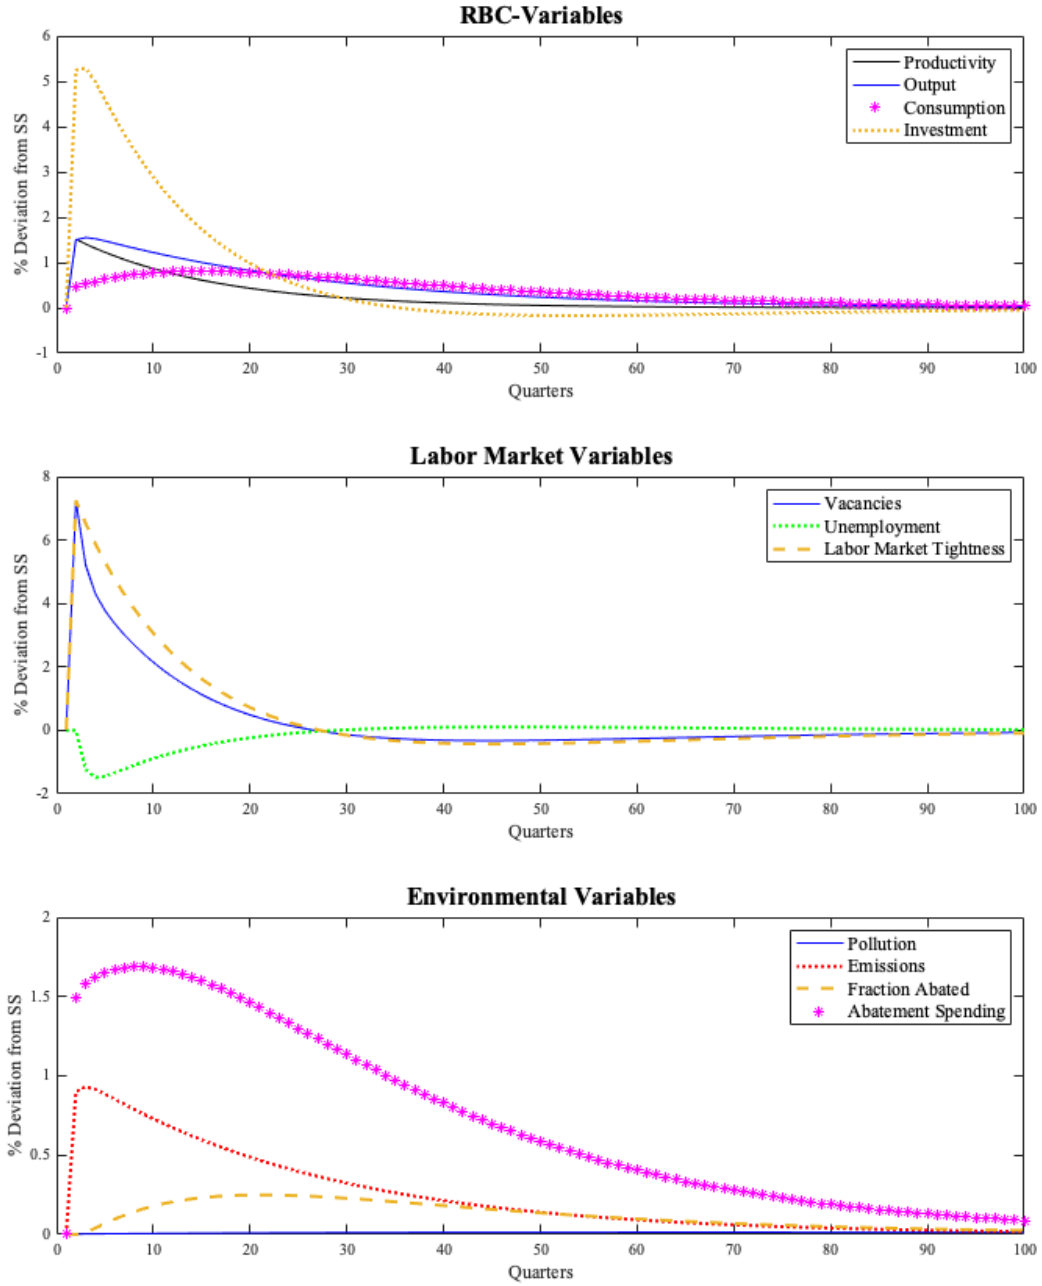 RBC-Variables
6
5
4
3
2
1
0
-1
% Deviation from SS
Productivity
Output
Consumption
Investment
0 10 20 30 40 50 60 70 80 90 100
Quarters
Labor Market Variables
8
6
4
2
0
-2
% Deviation from SS
Vacancies
Unemployment
Labor Market Tightness
0 10 20 30 40 50 60 70 80 90 100
Quarters
Environmental Variables
2
1.5
1
0.5
0
% Deviation from SS
Pollution
Emissions
Fraction Abated
Abatement Spending
0 10 20 30 40 50 60 70 80 90 100
Quarters